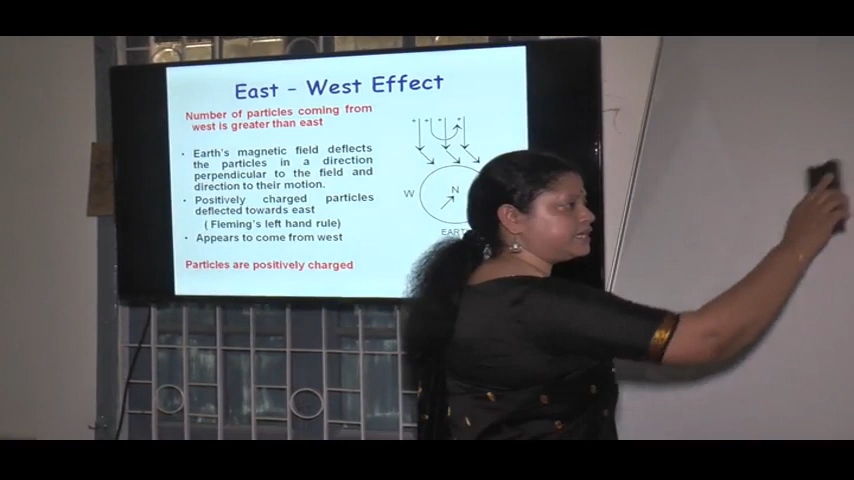 East – West Effect
Number of particles coming from
west is greater than east
• Earth's magnetic field deflects
the particles in a direction
perpendicular to the field and
direction to their motion.
• Positively charged particles
deflected towards east
( Fleming's left hand rule)
• Appears to come from west
Particles are positively charged
+ + + +
W
N
EARTH